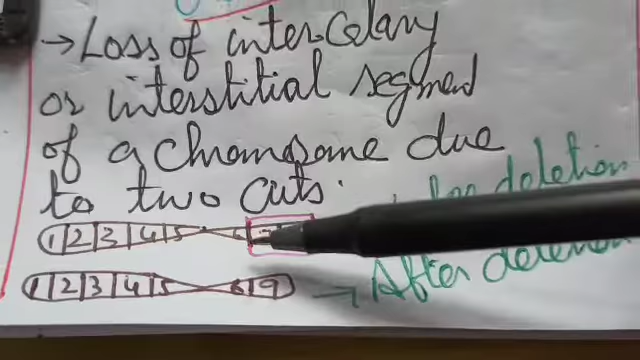 → Loss of intercalary
or interstitial segment
of a chromosome due
to two cuts.
deletion
1 2 3 4 5 6
1 2 3 4 5 6 9 → After deletion